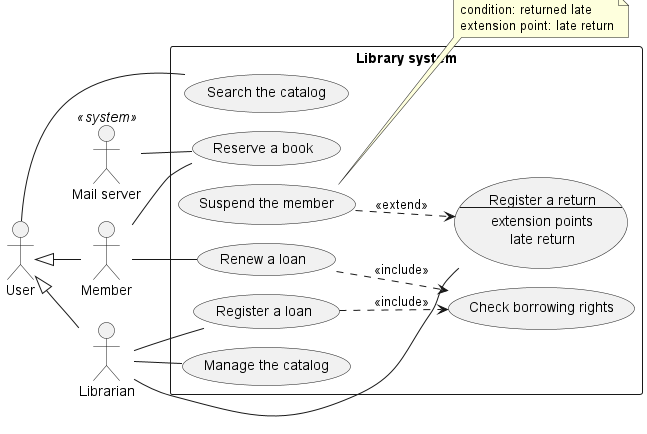 condition: returned late
extension point: late return
Library system
Search the catalog
«system»
Mail server
Reserve a book
Suspend the member
«extend»
Register a return
extension points
late return
User
Member
Renew a loan
«include»
Register a loan
«include»
Check borrowing rights
Librarian
Manage the catalog